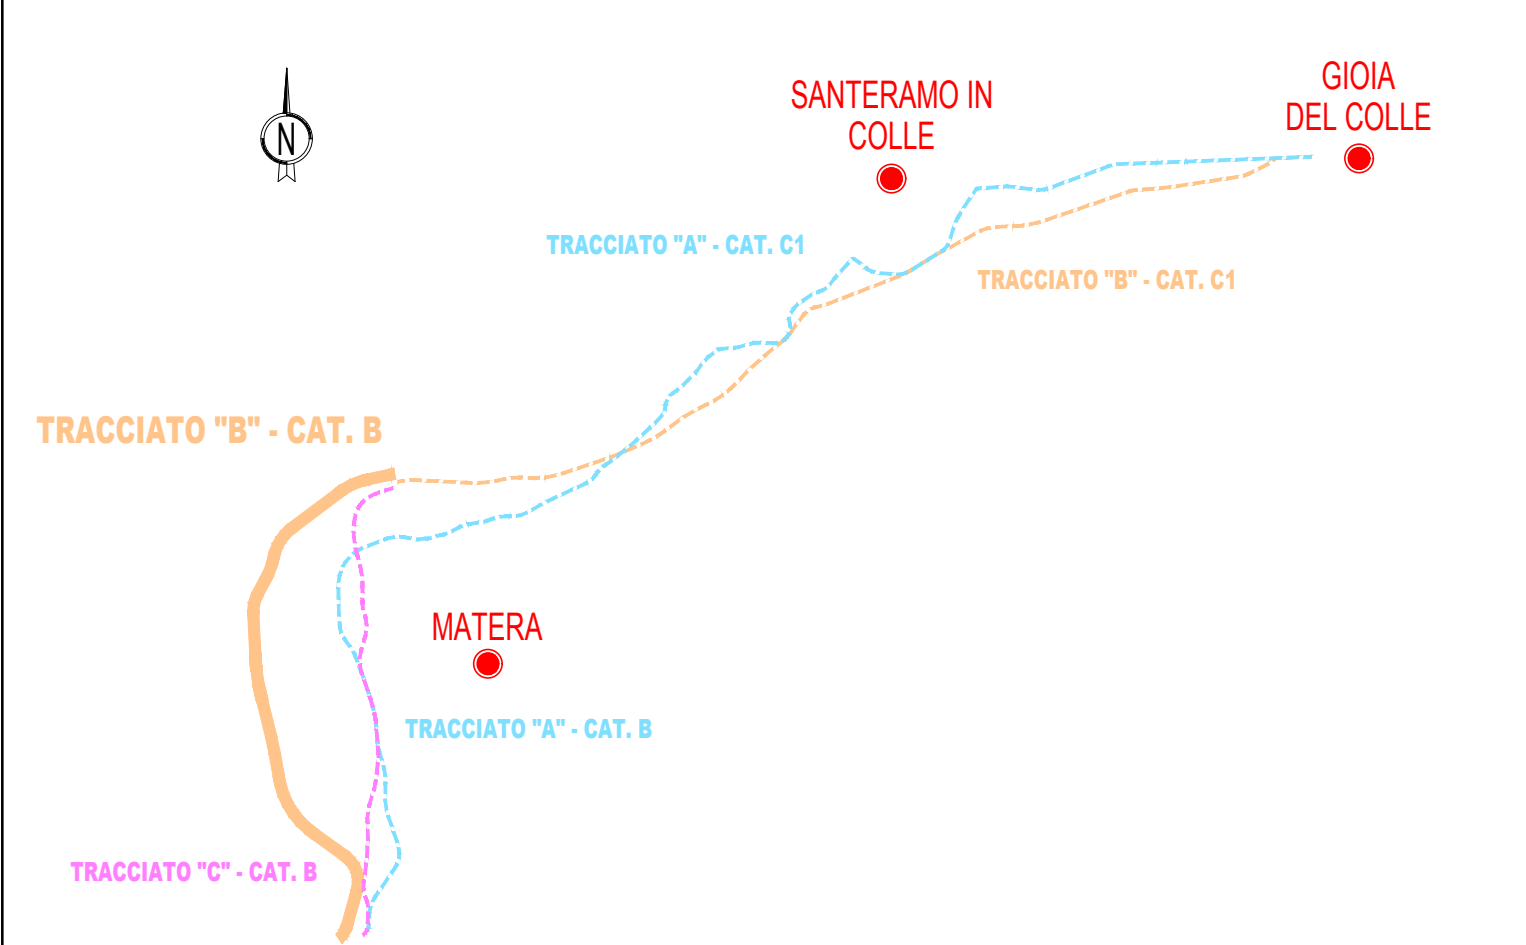 GIOIA
DEL COLLE
SANTERAMO IN
COLLE
N
TRACCIATO "A" - CAT. C1
TRACCIATO "B" - CAT. C1
TRACCIATO "B" - CAT. B
MATERA
TRACCIATO "A" - CAT. B
TRACCIATO "C" - CAT. B